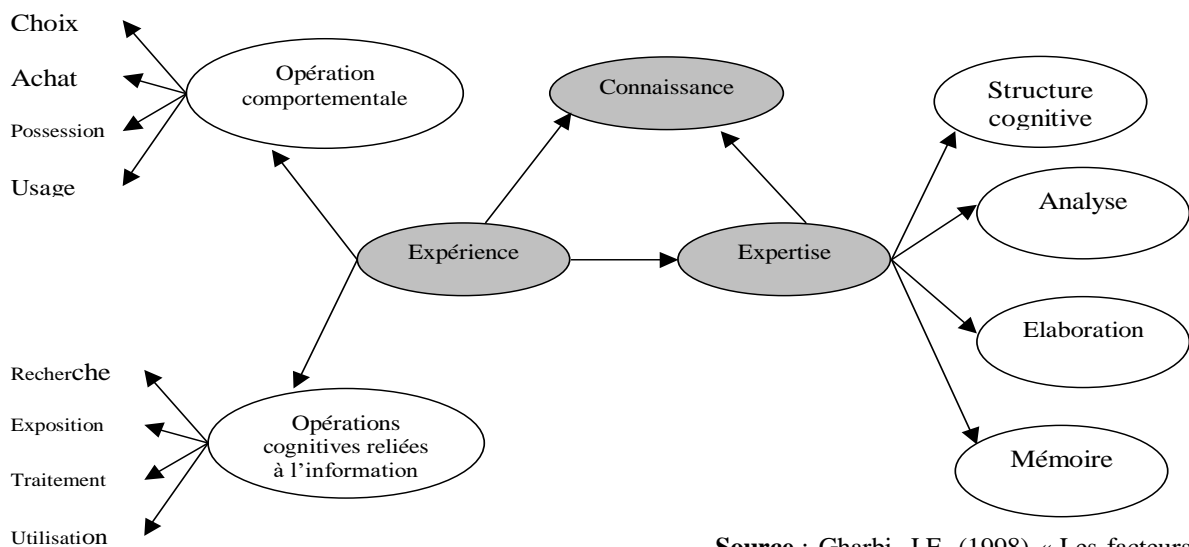 Choix
Achat
Possession
Usage
Opération
comportementale
Connaissance
Structure
cognitive
Analyse
Expérience
Expertise
Elaboration
Recherche
Exposition
Traitement
Utilisation
Opérations
cognitives reliées
à l’information
Mémoire
Source : Gharbi, J.E. (1998) « Les facteurs